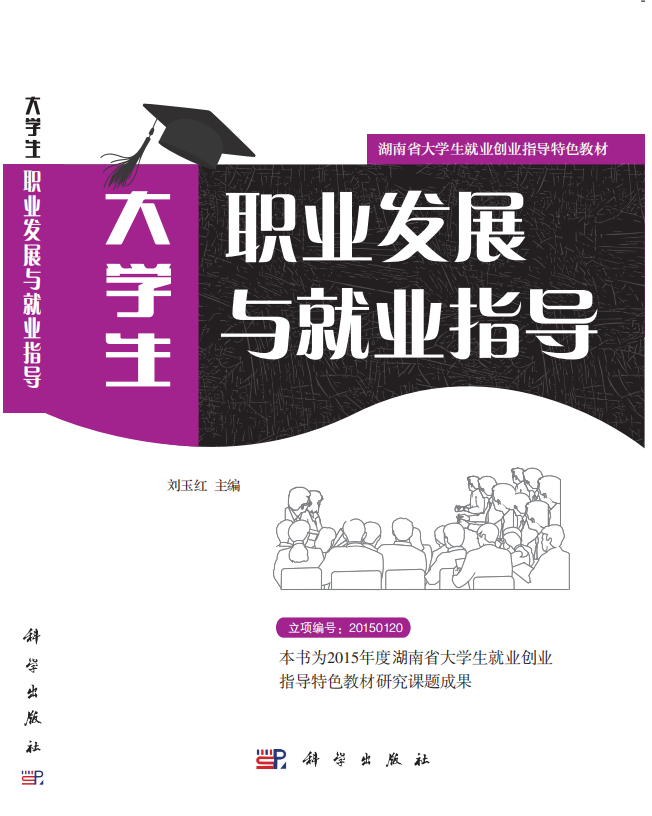 大学生 职业发展与就业指导
科学出版社
湖南省大学生就业创业指导特色教材
大学生
职业发展
与就业指导
刘玉红 主编
立项编号：20150120
本书为2015年度湖南省大学生就业创业
指导特色教材研究课题成果
科学出版社